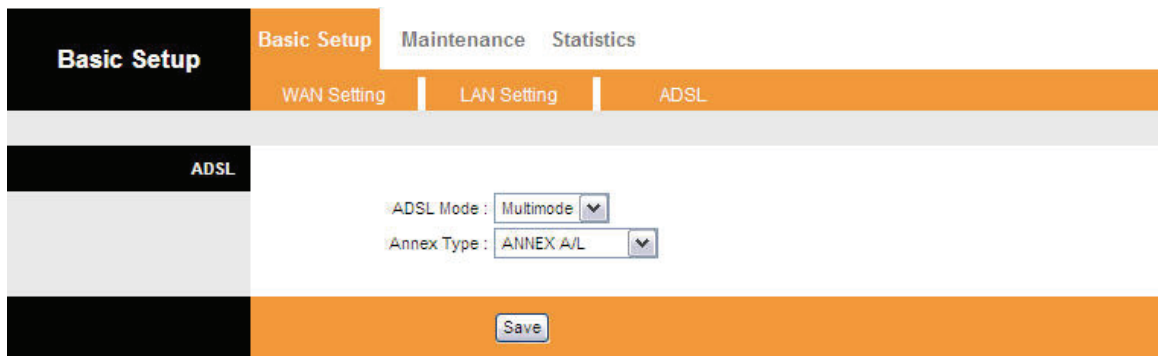 Basic Setup
Basic Setup Maintenance Statistics
WAN Setting LAN Setting ADSL
ADSL
ADSL Mode : Multimode
Annex Type : ANNEX A/L
Save